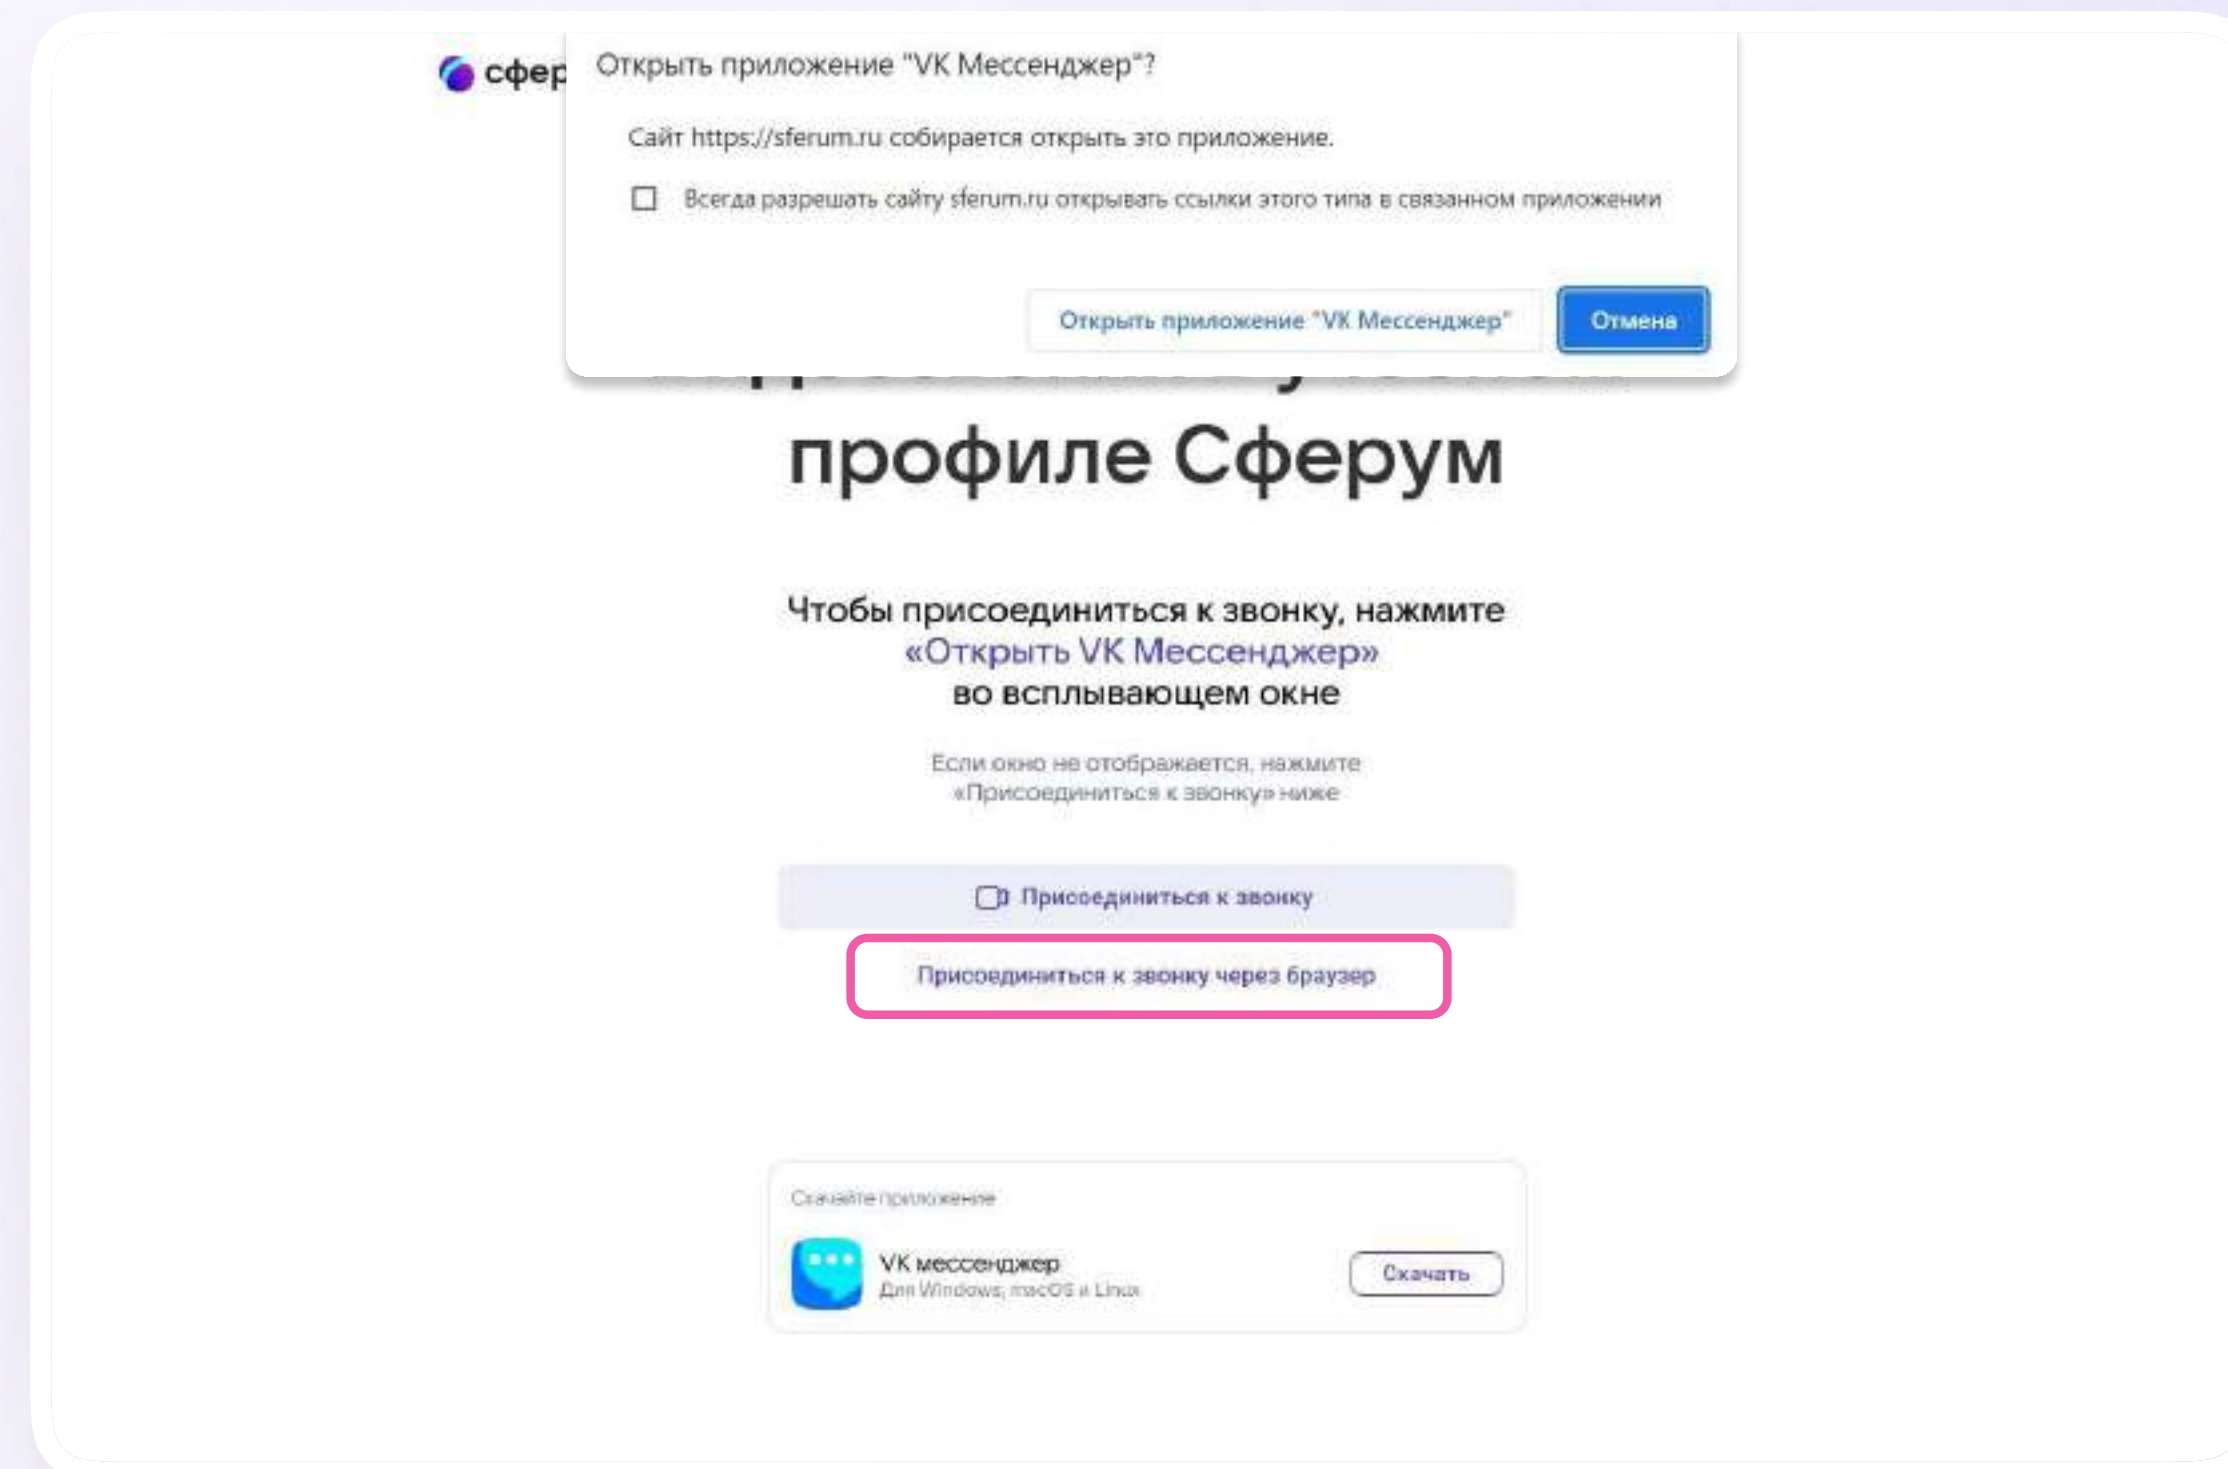 сфер
Открыть приложение "VK Мессенджер"?
Сайт https://sferum.ru собирается открыть это приложение.
Всегда разрешать сайту sferum.ru открывать ссылки этого типа в связанном приложении
Открыть приложение "VK Мессенджер"
Отмена
профиле Сферум
Чтобы присоединиться к звонку, нажмите
«Открыть VK Мессенджер»
во всплывающем окне
Если окно не отображается, нажмите
«Присоединиться к звонку» ниже
Присоединиться к звонку
Присоединиться к звонку через браузер
Скачайте приложение
VK мессенджер
Для Windows, macOS и Linux
Скачать